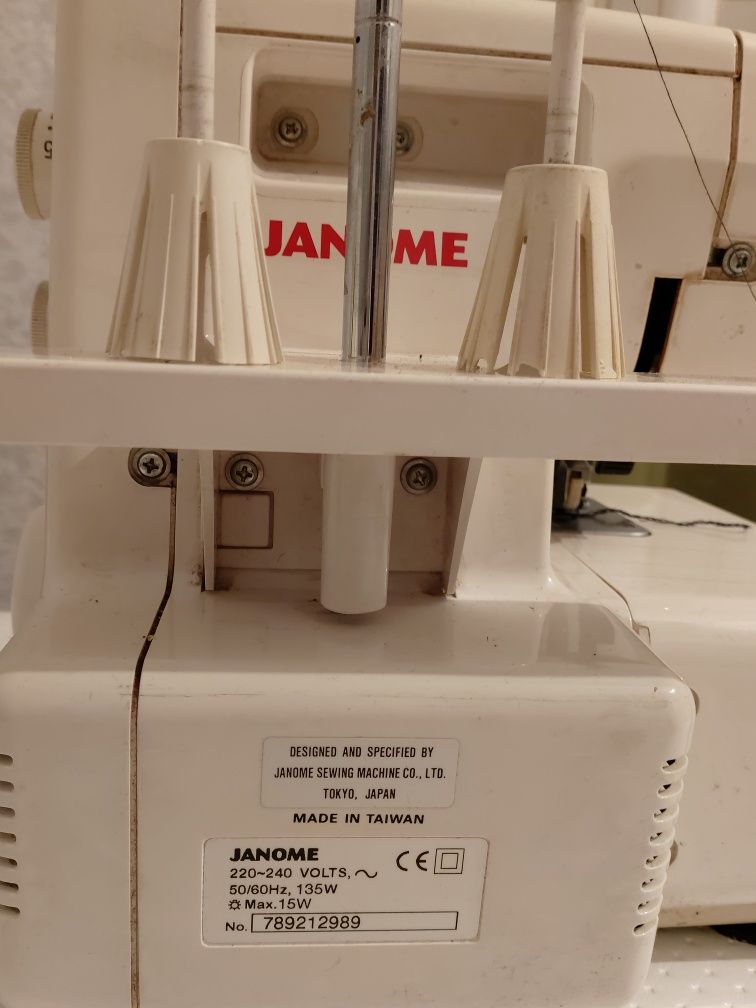 JANOME
DESIGNED AND SPECIFIED BY
JANOME SEWING MACHINE CO., LTD.
TOKYO, JAPAN
MADE IN TAIWAN
JANOME CE
220~240 VOLTS, ~
50/60Hz, 135W
☼ Max.15W
No. 789212989